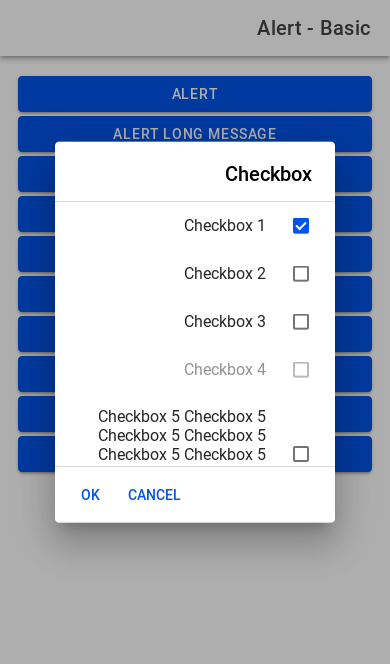 Alert - Basic
ALERT
ALERT LONG MESSAGE
Checkbox
Checkbox 1
Checkbox 2
Checkbox 3
Checkbox 4
Checkbox 5 Checkbox 5
Checkbox 5 Checkbox 5
Checkbox 5 Checkbox 5
OK
CANCEL